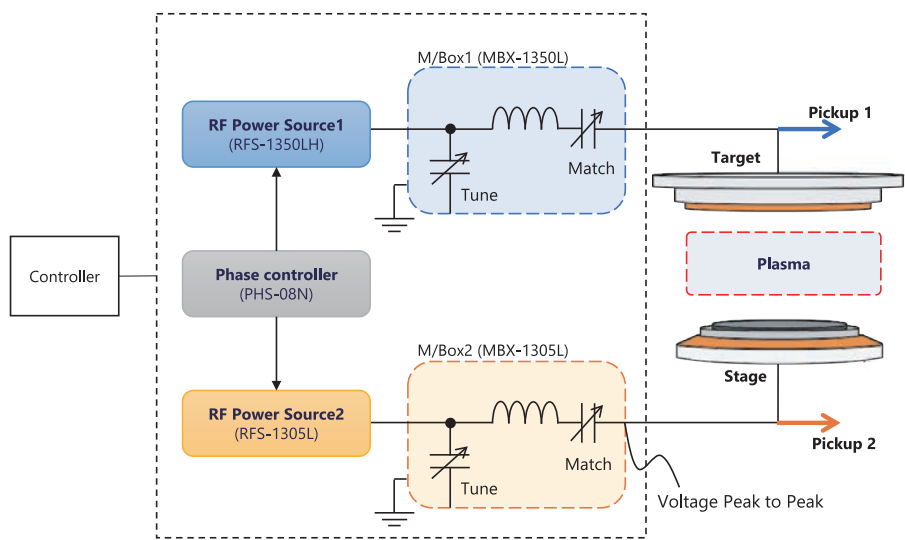 M/Box1 (MBX-1350L)
RF Power Source1
(RFS-1350LH)
Tune
Match
Pickup 1
Target
Controller
Phase controller
(PHS-08N)
Plasma
M/Box2 (MBX-1305L)
RF Power Source2
(RFS-1305L)
Tune
Match
Stage
Pickup 2
Voltage Peak to Peak